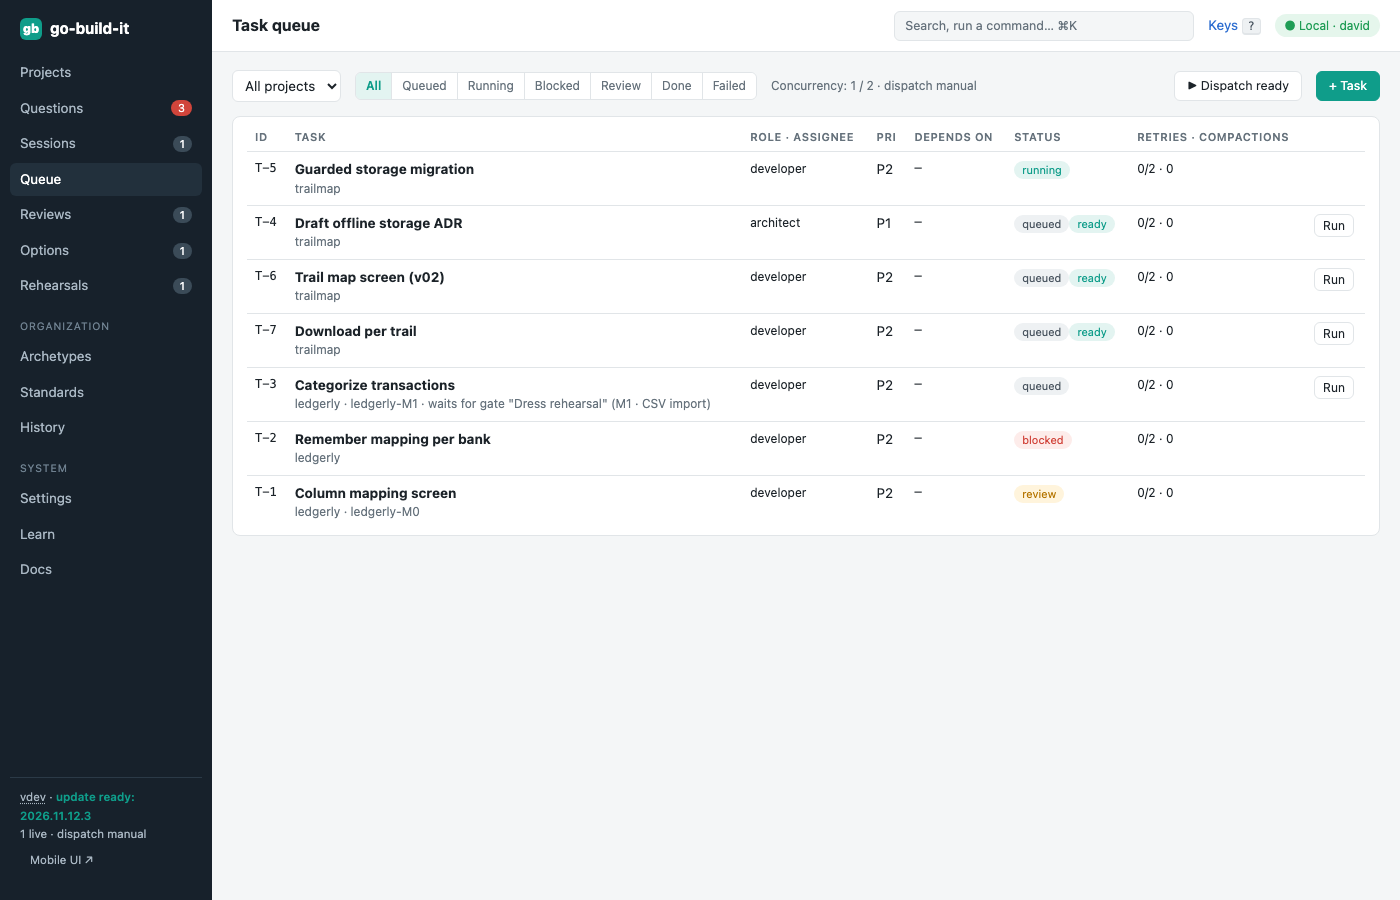 gb go-build-it
Projects
Questions 3
Sessions 1
Queue
Reviews 1
Options 1
Rehearsals 1
ORGANIZATION
Archetypes
Standards
History
SYSTEM
Settings
Learn
Docs
vdev · update ready:
2026.11.12.3
1 live · dispatch manual
Mobile UI ↗
Task queue
Search, run a command... ⌘K
Keys ?
Local · david
All projects
All Queued Running Blocked Review Done Failed
Concurrency: 1 / 2 · dispatch manual
▶ Dispatch ready
+ Task
ID TASK ROLE · ASSIGNEE PRI DEPENDS ON STATUS RETRIES · COMPACTIONS
T-5 Guarded storage migration developer P2 — running 0/2 · 0
trailmap
T-4 Draft offline storage ADR architect P1 — queued ready 0/2 · 0 Run
trailmap
T-6 Trail map screen (v02) developer P2 — queued ready 0/2 · 0 Run
trailmap
T-7 Download per trail developer P2 — queued ready 0/2 · 0 Run
trailmap
T-3 Categorize transactions developer P2 — queued 0/2 · 0 Run
ledgerly · ledgerly-M1 · waits for gate "Dress rehearsal" (M1 · CSV import)
T-2 Remember mapping per bank developer P2 — blocked 0/2 · 0
ledgerly
T-1 Column mapping screen developer P2 — review 0/2 · 0
ledgerly · ledgerly-M0